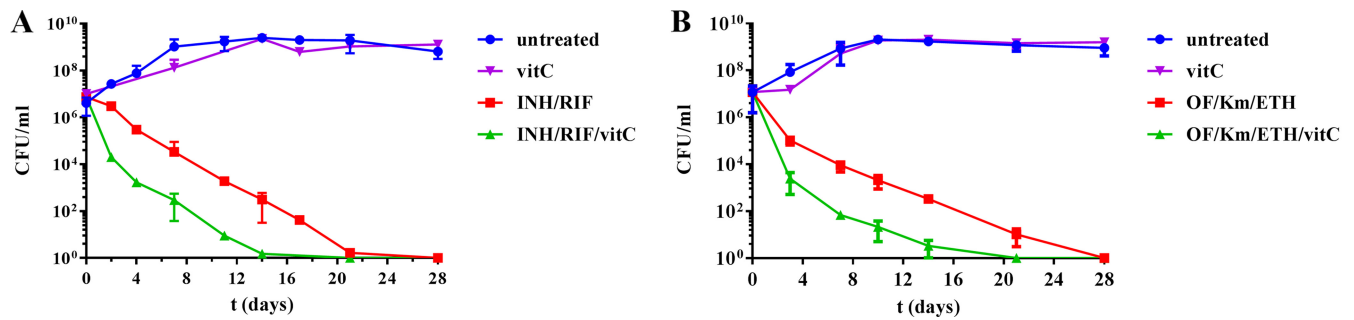 A
CFU/ml
10^10
10^8
10^6
10^4
10^2
10^0
0 4 8 12 16 20 24 28
t (days)
untreated
vitC
INH/RIF
INH/RIF/vitC
B
CFU/ml
10^10
10^8
10^6
10^4
10^2
10^0
0 4 8 12 16 20 24 28
t (days)
untreated
vitC
OF/Km/ETH
OF/Km/ETH/vitC